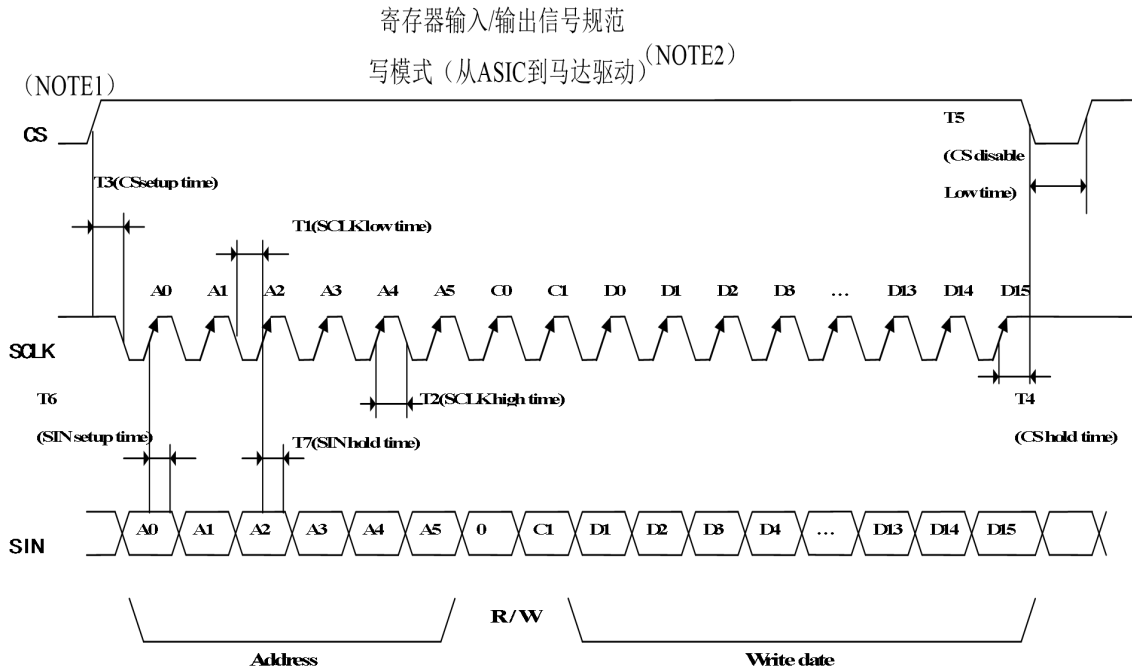 寄存器输入/输出信号规范
写模式（从ASIC到马达驱动）（NOTE2）
（NOTE1）
CS
T5
(CS disable
Low time)
T3(CSsetup time)
T1(SCLK low time)
A0 A1 A2 A3 A4 A5 C0 C1 D0 D1 D2 D3 … D13 D14 D15
SCLK
T6
(SIN setup time)
T2(SCLK high time)
T7(SIN hold time)
T4
(CS hold time)
SIN
A0 A1 A2 A3 A4 A5 0 C1 D1 D2 D3 D4 … D13 D14 D15
R/W
Address
Write date